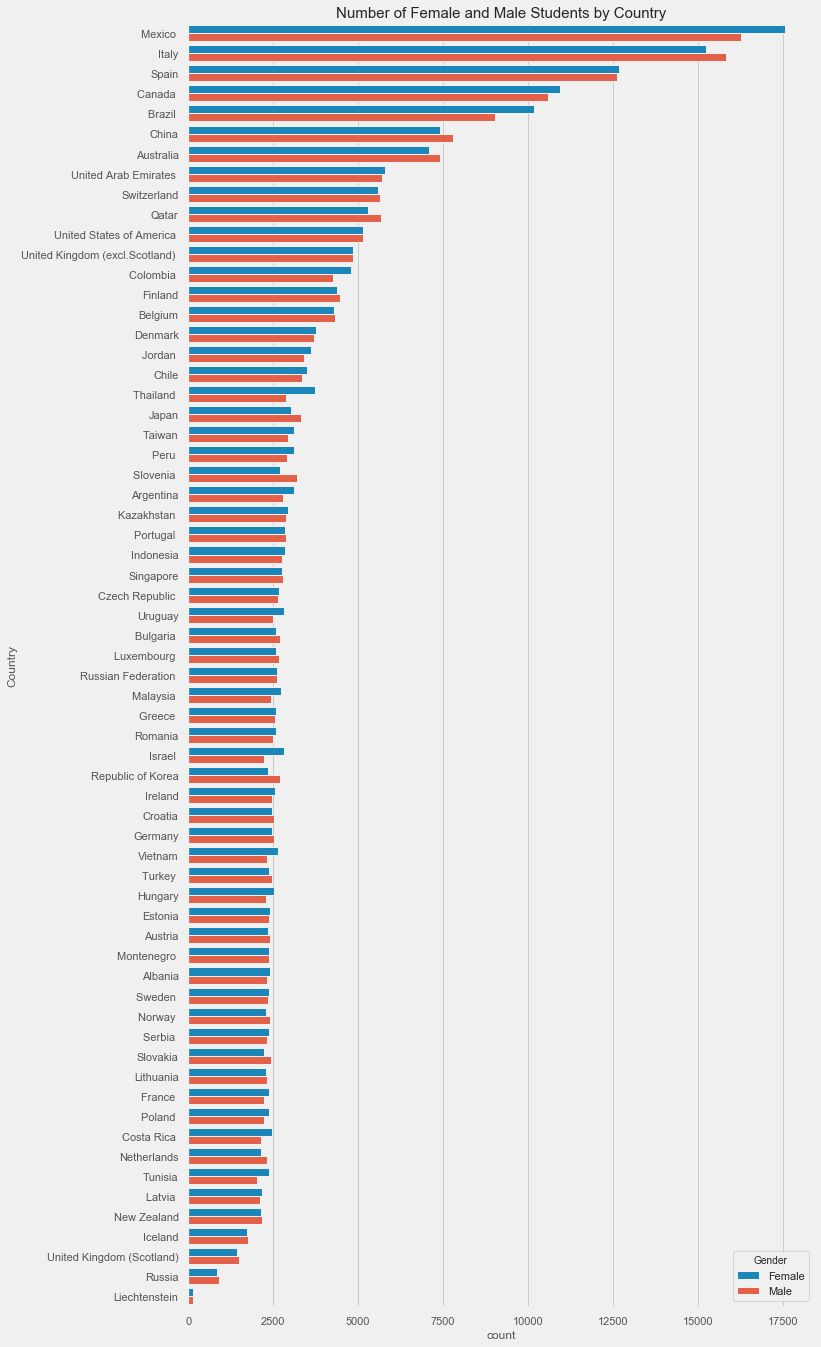 Number of Female and Male Students by Country
Mexico
Italy
Spain
Canada
Brazil
China
Australia
United Arab Emirates
Switzerland
Qatar
United States of America
United Kingdom (excl.Scotland)
Colombia
Finland
Belgium
Denmark
Jordan
Chile
Thailand
Japan
Taiwan
Peru
Slovenia
Argentina
Kazakhstan
Portugal
Indonesia
Singapore
Czech Republic
Uruguay
Bulgaria
Luxembourg
Russian Federation
Malaysia
Greece
Romania
Israel
Republic of Korea
Ireland
Croatia
Germany
Vietnam
Turkey
Hungary
Estonia
Austria
Montenegro
Albania
Sweden
Norway
Serbia
Slovakia
Lithuania
France
Poland
Costa Rica
Netherlands
Tunisia
Latvia
New Zealand
Iceland
United Kingdom (Scotland)
Russia
Liechtenstein
Country
Gender
Female
Male
0 2500 5000 7500 10000 12500 15000 17500
count